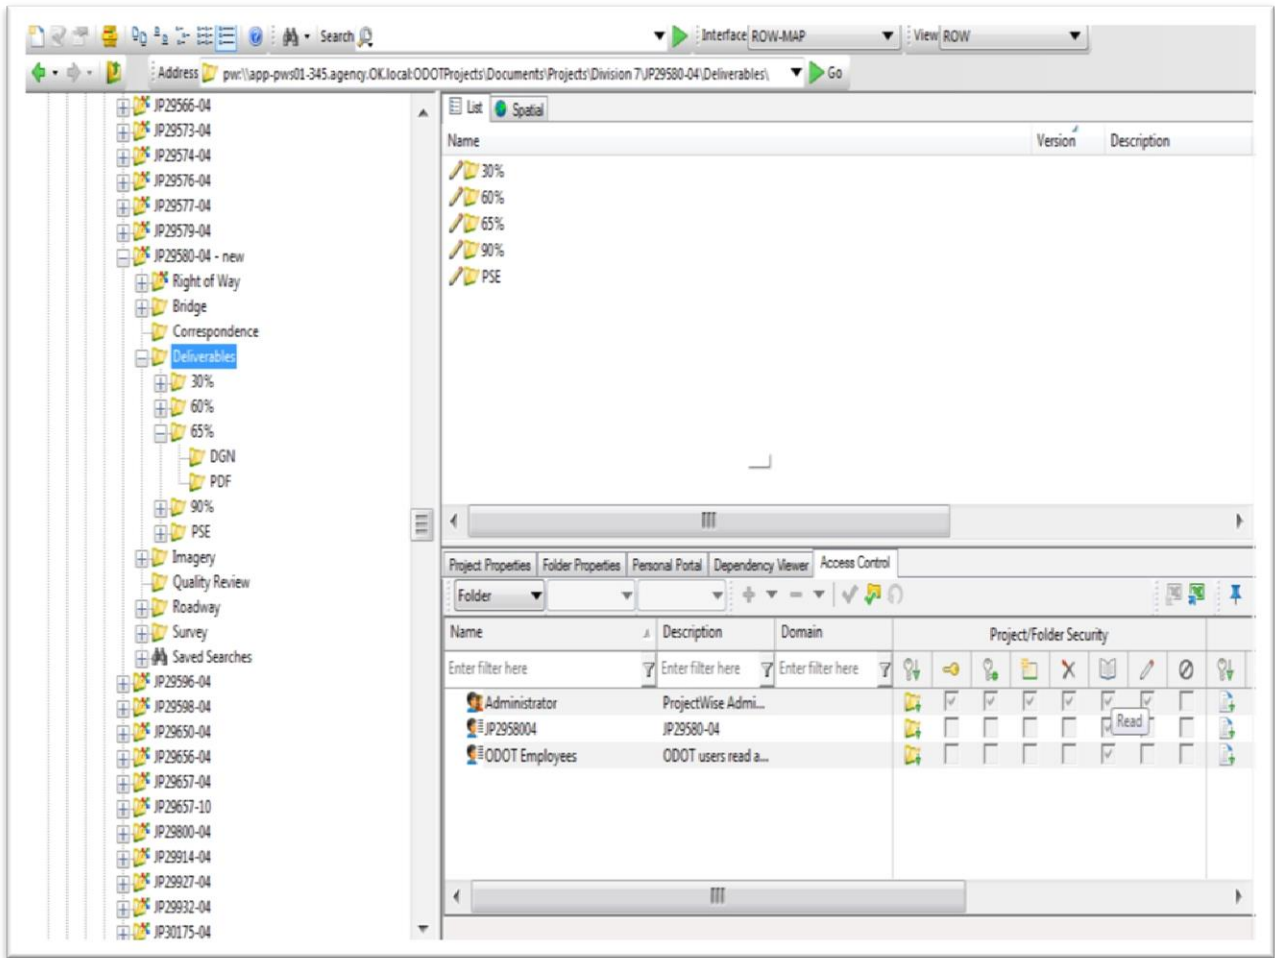 Search Interface ROW-MAP View ROW
Address pw:\\app-pws01-345.agency.OK.local:ODOTProjects\Documents\Projects\Division 7\JP29580-04\Deliverables\ Go
JP29566-04
JP29573-04
JP29574-04
JP29576-04
JP29577-04
JP29579-04
JP29580-04 - new
Right of Way
Bridge
Correspondence
Deliverables
30%
60%
65%
DGN
PDF
90%
PSE
Imagery
Quality Review
Roadway
Survey
Saved Searches
JP29596-04
JP29598-04
JP29650-04
JP29656-04
JP29657-04
JP29657-10
JP29800-04
JP29914-04
JP29927-04
JP29932-04
JP30175-04
List Spatial
Name Version Description
30%
60%
65%
90%
PSE
Project Properties Folder Properties Personal Portal Dependency Viewer Access Control
Folder
Name Description Domain Project/Folder Security
Enter filter here Enter filter here Enter filter here
Administrator ProjectWise Admi...
Read
JP2958004 JP29580-04
ODOT Employees ODOT users read a...